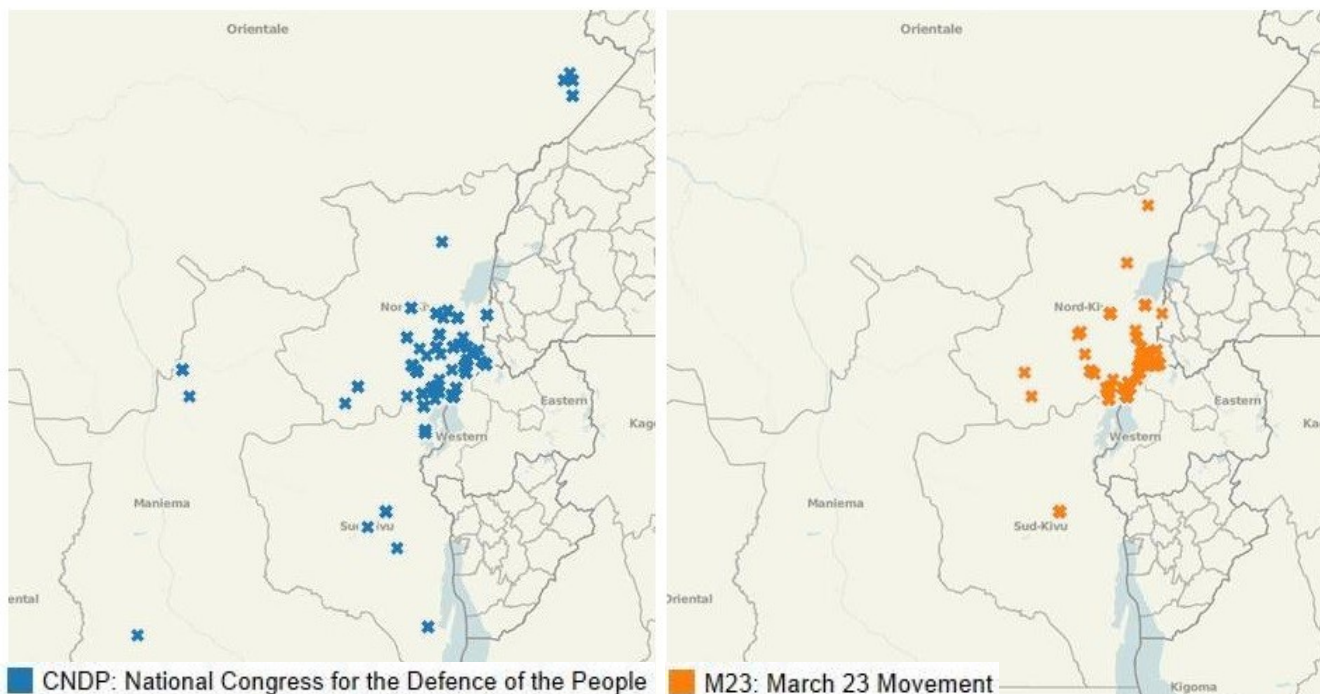 Orientale
Eastern
Western
Kag
Maniema
ental
CNDP: National Congress for the Defence of the People
Orientale
Nord-Ki
Eastern
Western
Ka
Maniema
Sud-Kivu
Oriental
Kigoma
M23: March 23 Movement